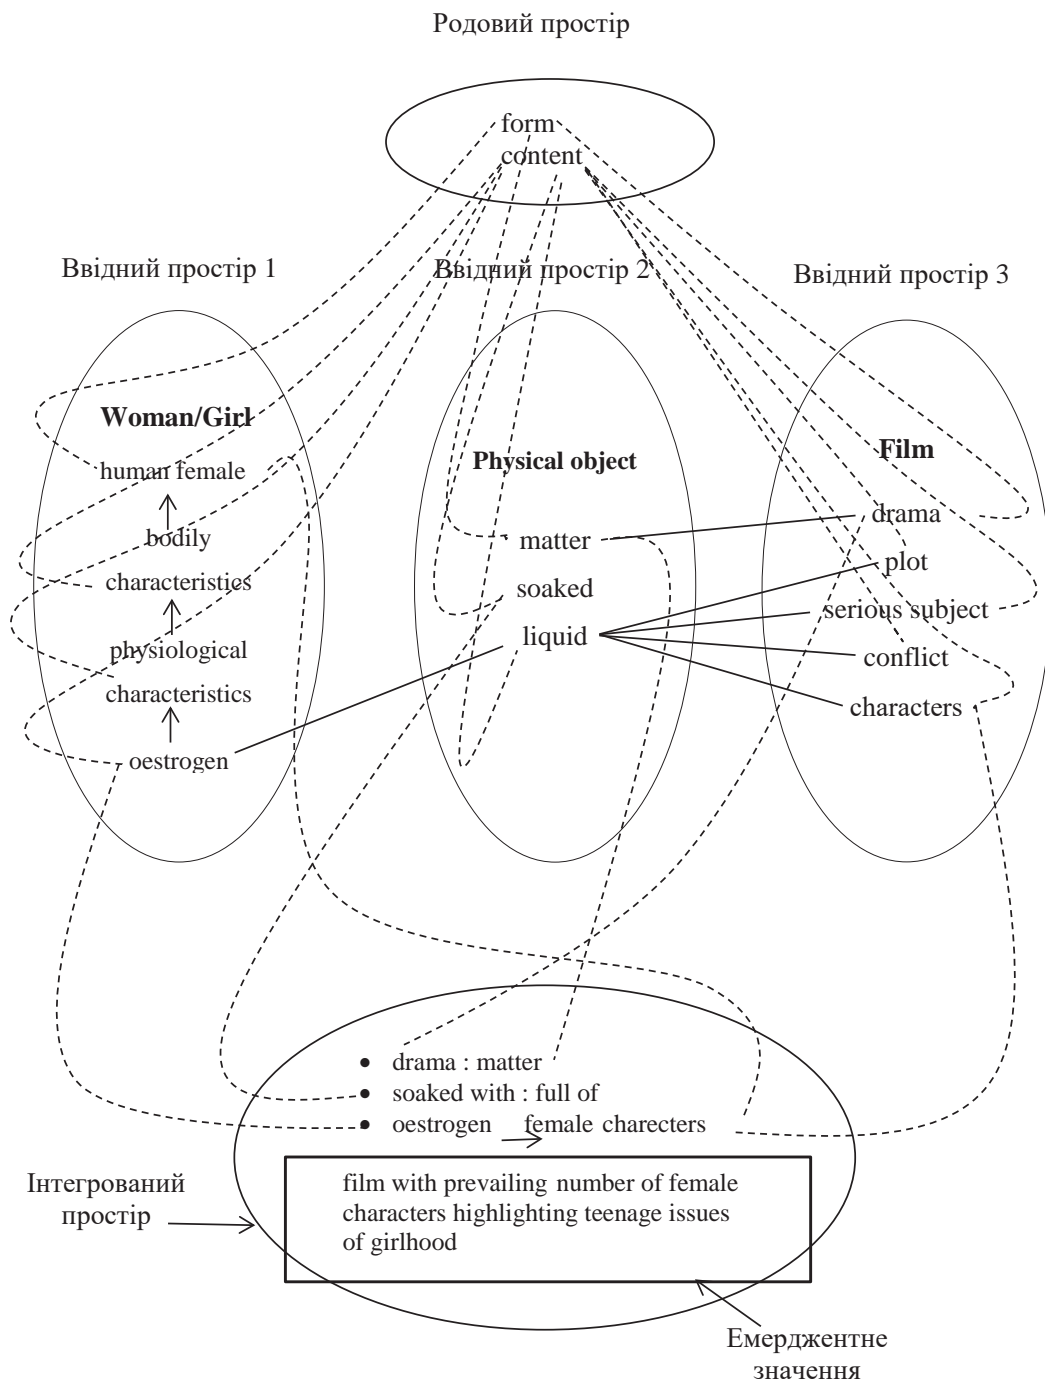 Родовий простір
form
content
Ввідний простір 1
Ввідний простір 2
Ввідний простір 3
Woman/Girl
human female
bodily
characteristics
physiological
characteristics
oestrogen
Physical object
matter
soaked
liquid
Film
drama
plot
serious subject
conflict
characters
• drama : matter
• soaked with : full of
• oestrogen female charecters
Інтегрований
простір
film with prevailing number of female
characters highlighting teenage issues
of girlhood
Емерджентне
значення